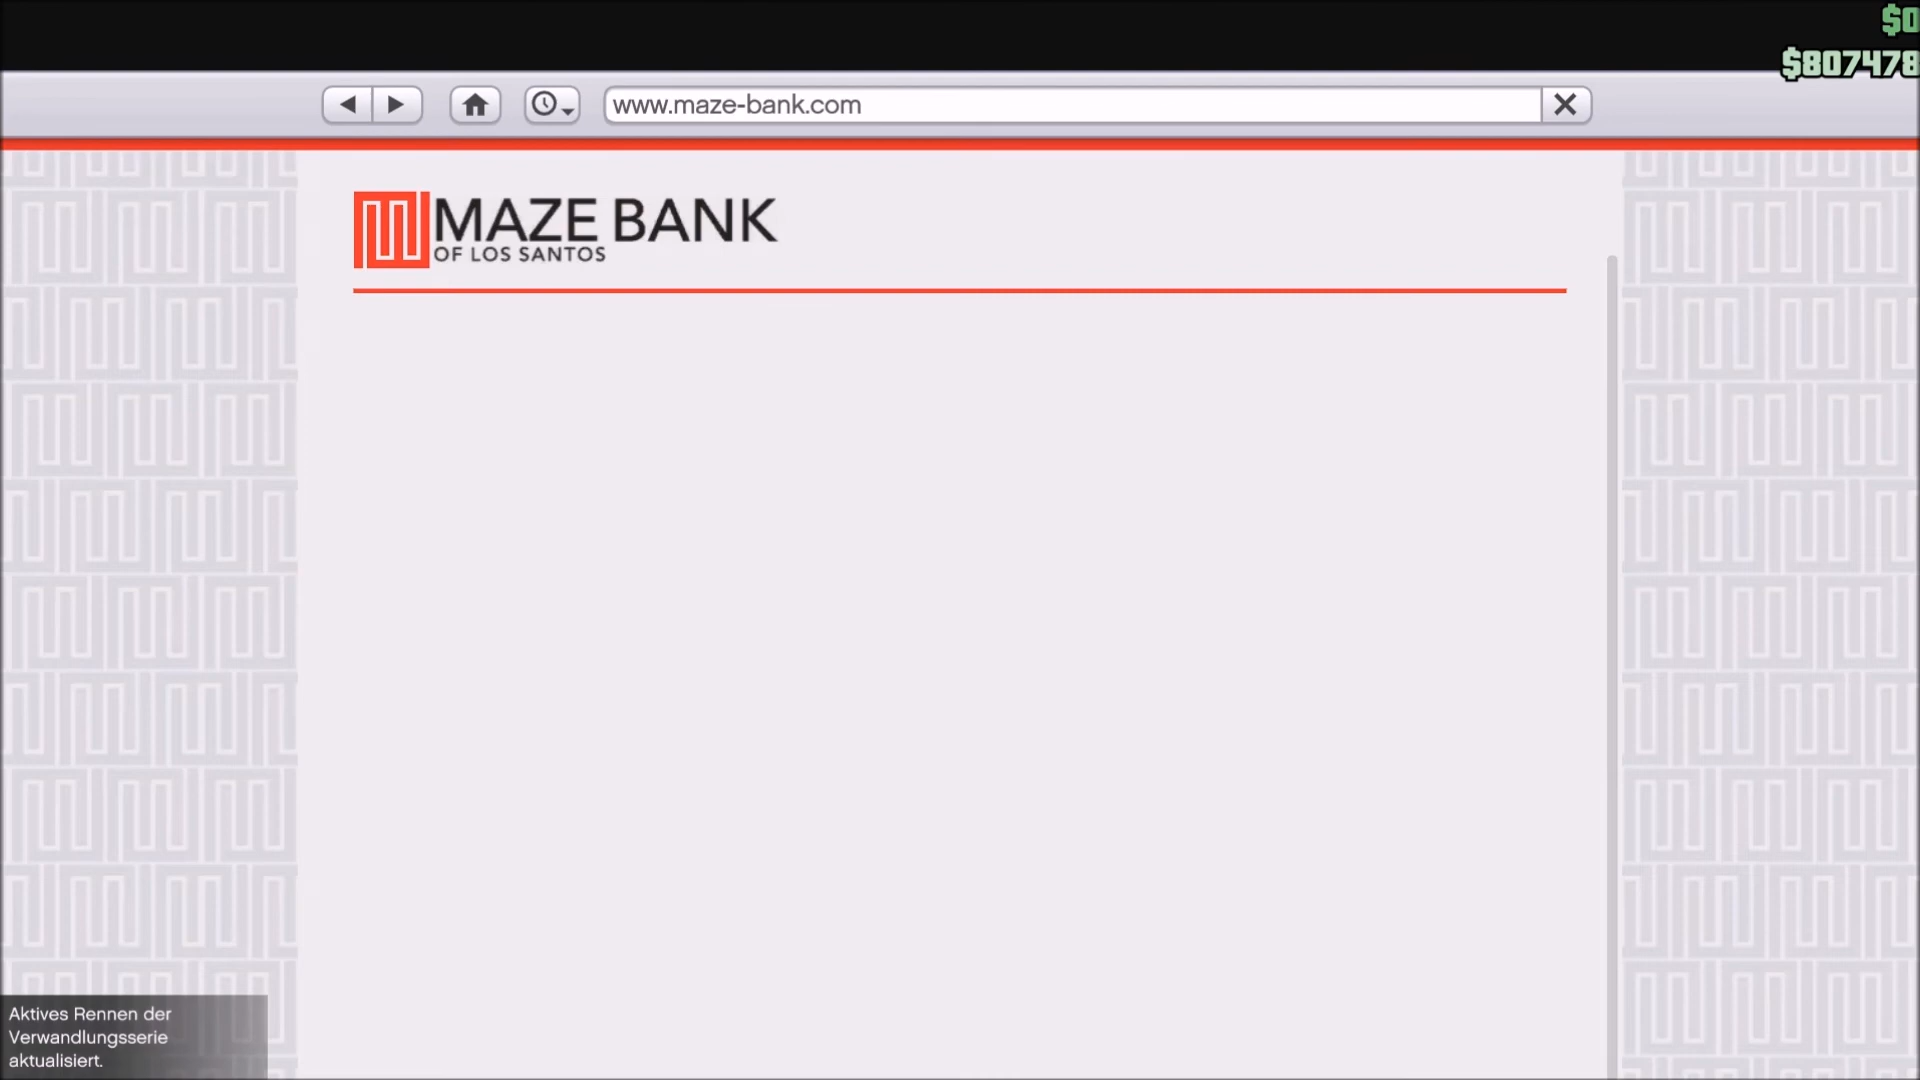 $0
$807478
www.maze-bank.com
MAZE BANK
OF LOS SANTOS
Aktives Rennen der
Verwandlungsserie
aktualisiert.